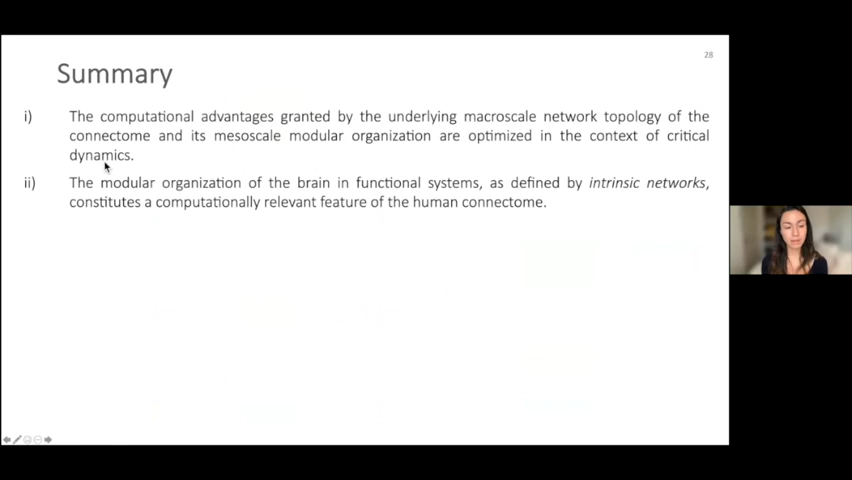 28
Summary
i) The computational advantages granted by the underlying macroscale network topology of the
connectome and its mesoscale modular organization are optimized in the context of critical
dynamics.
ii) The modular organization of the brain in functional systems, as defined by intrinsic networks,
constitutes a computationally relevant feature of the human connectome.